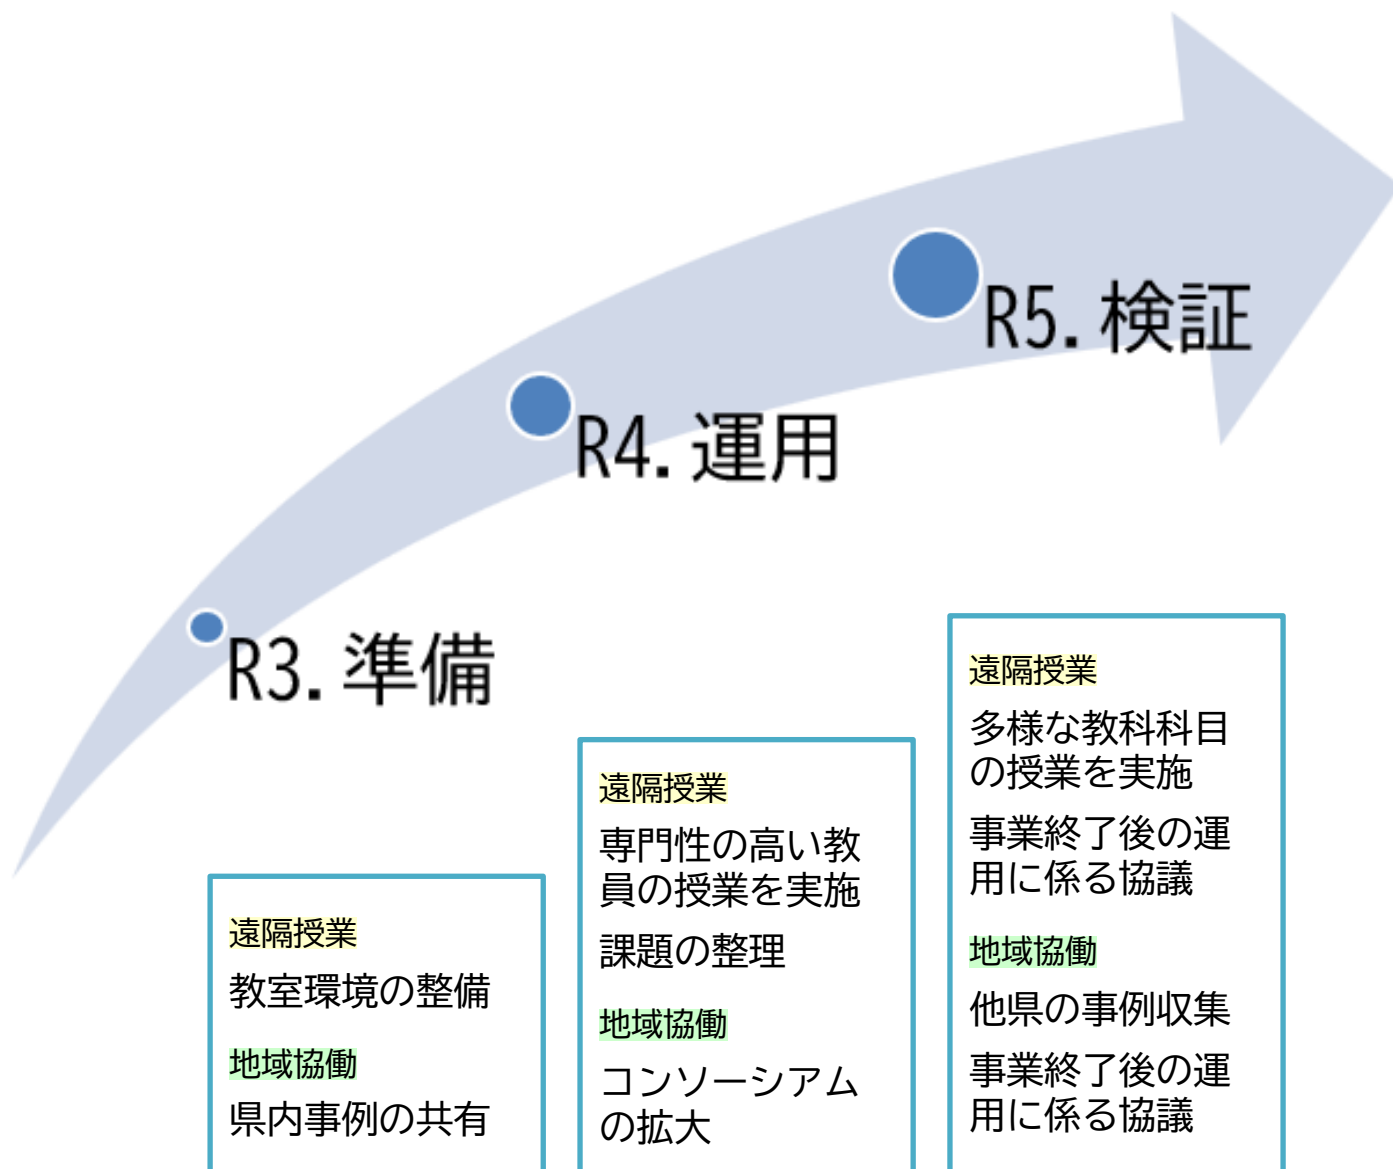 R3.準備
R4.運用
R5.検証
遠隔授業
教室環境の整備
地域協働
県内事例の共有
遠隔授業
専門性の高い教
員の授業を実施
課題の整理
地域協働
コンソーシアム
の拡大
遠隔授業
多様な教科科目
の授業を実施
事業終了後の運
用に係る協議
地域協働
他県の事例収集
事業終了後の運
用に係る協議